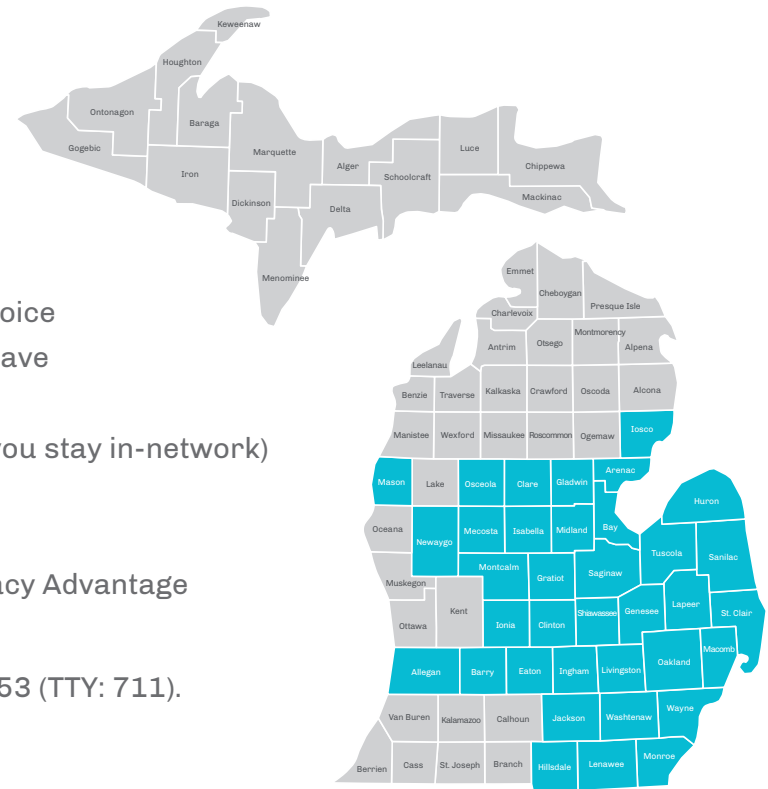 Keweenaw
Houghton
Ontonagon
Baraga
Gogebic
Marquette
Iron
Alger
Luce
Chippewa
Schoolcraft
Dickinson
Delta
Mackinac
Menominee
oice
ave
you stay in-network)
acy Advantage
53 (TTY: 711).
Emmet
Cheboygan
Presque Isle
Charlevoix
Antrim
Otsego
Montmorency
Alpena
Leelanau
Benzie
Traverse
Kalkaska
Crawford
Oscoda
Alcona
Manistee
Wexford
Missaukee
Roscommon
Ogemaw
Iosco
Mason
Lake
Osceola
Clare
Gladwin
Arenac
Huron
Oceana
Newaygo
Mecosta
Isabella
Midland
Bay
Tuscola
Sanilac
Muskegon
Montcalm
Gratiot
Saginaw
Ottawa
Kent
Ionia
Clinton
Shiawassee
Genesee
Lapeer
St. Clair
Allegan
Barry
Eaton
Ingham
Livingston
Oakland
Macomb
Van Buren
Kalamazoo
Calhoun
Jackson
Washtenaw
Wayne
Berrien
Cass
St. Joseph
Branch
Hillsdale
Lenawee
Monroe